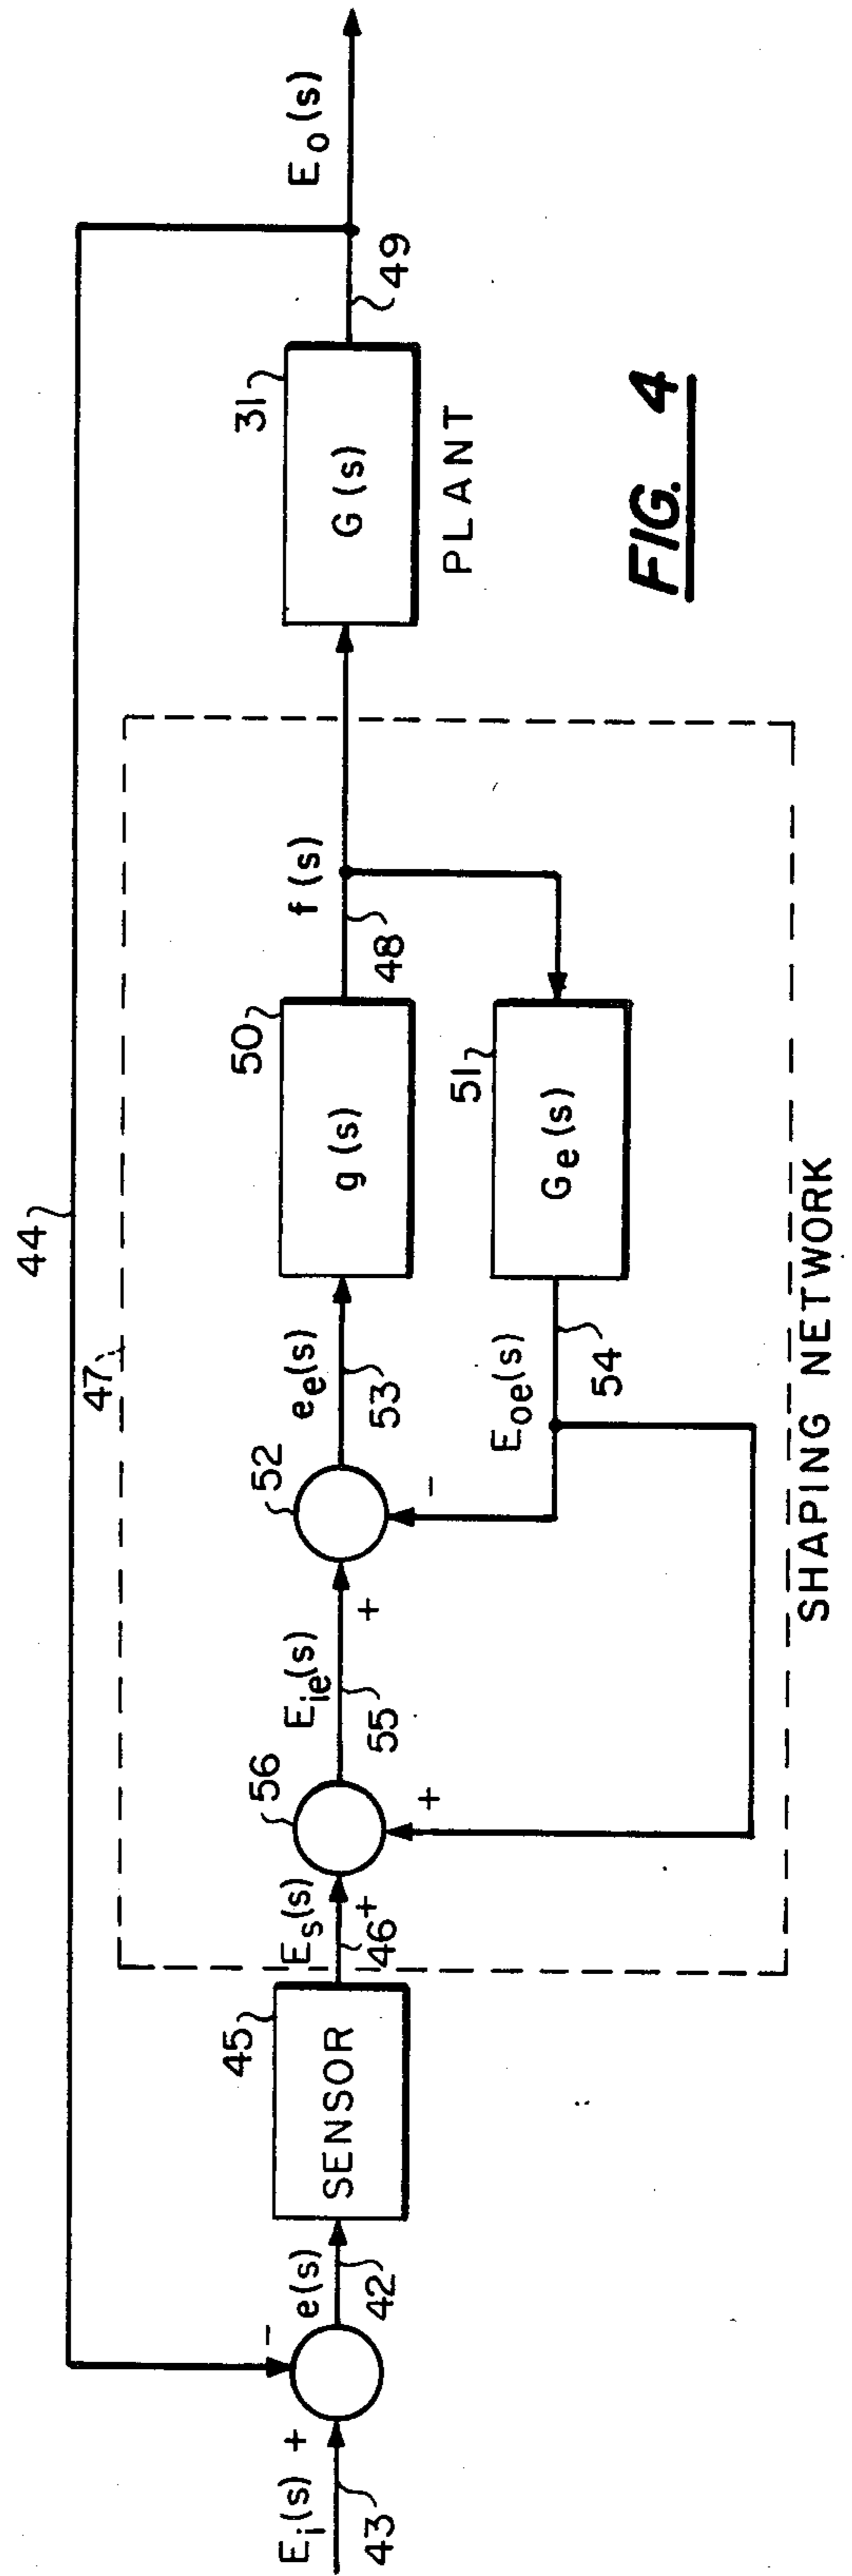 44
47
E_i(s)
+
-
43
e(s)
42
45
SENSOR
E_s(s)
46
+
56
+
E_ie(s)
55
+
52
-
e_e(s)
53
50
g(s)
f(s)
48
E_oe(s)
54
51
G_e(s)
SHAPING NETWORK
31
G(s)
PLANT
49
E_o(s)
FIG. 4